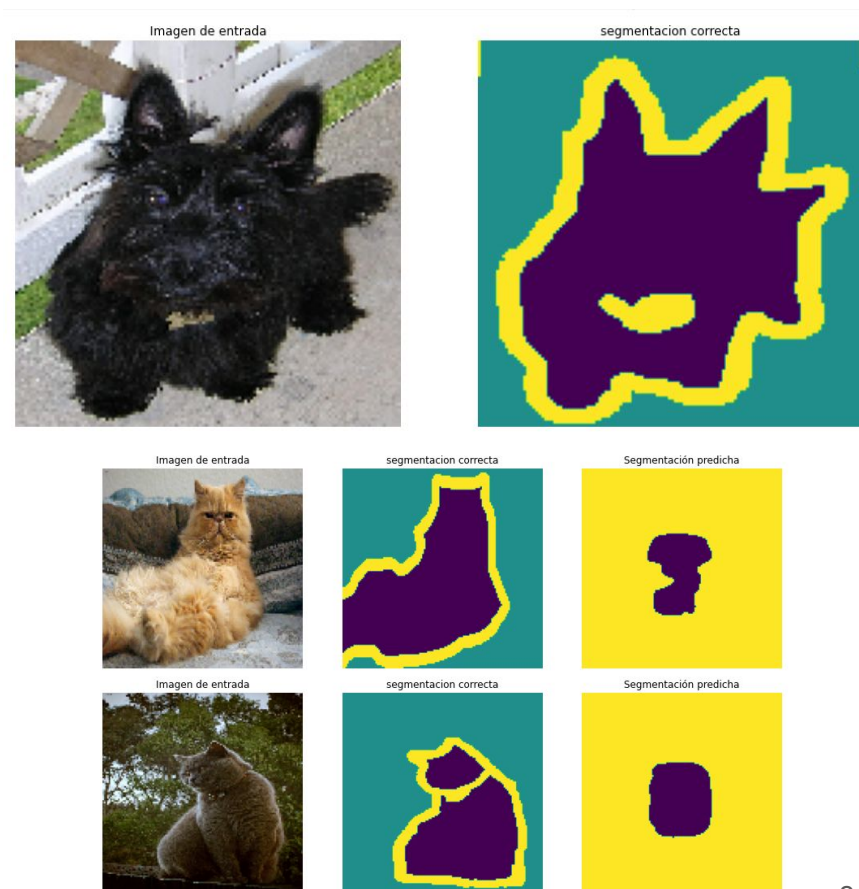 Imagen de entrada
segmentacion correcta
Imagen de entrada
segmentacion correcta
Segmentación predicha
Imagen de entrada
segmentacion correcta
Segmentación predicha